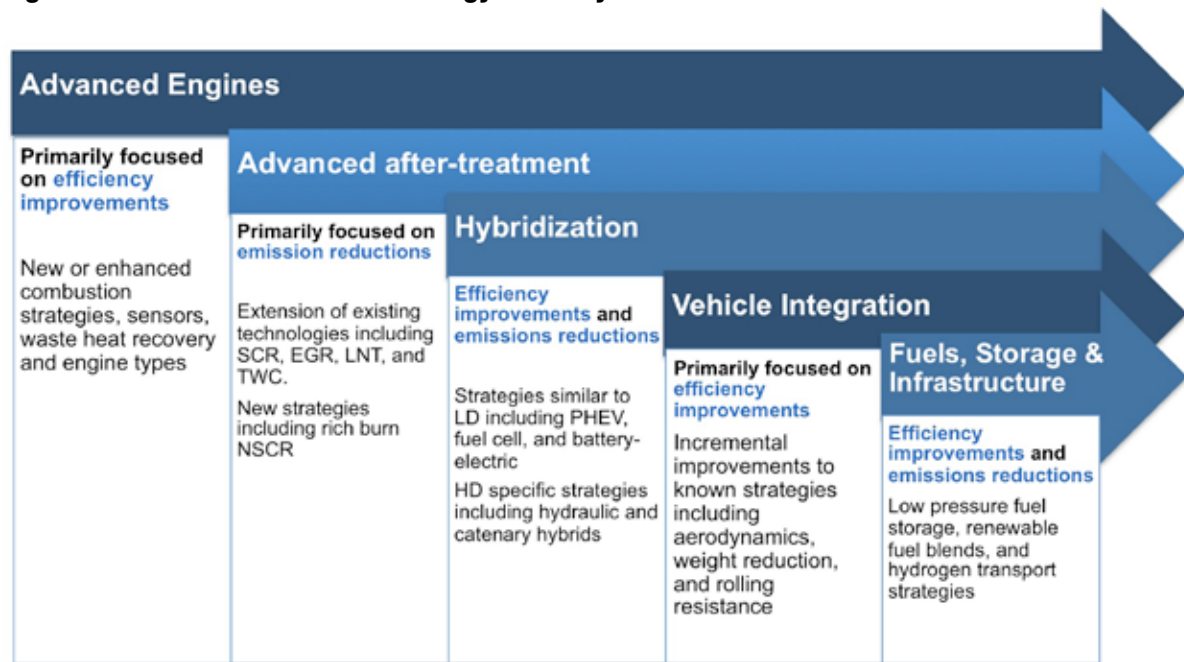 Advanced Engines
Primarily focused
on efficiency
improvements
New or enhanced
combustion
strategies, sensors,
waste heat recovery
and engine types
Advanced after-treatment
Primarily focused on
emission reductions
Extension of existing
technologies including
SCR, EGR, LNT, and
TWC.
New strategies
including rich burn
NSCR
Hybridization
Efficiency
improvements and
emissions reductions
Strategies similar to
LD including PHEV,
fuel cell, and battery-
electric
HD specific strategies
including hydraulic and
catenary hybrids
Vehicle Integration
Primarily focused on
efficiency
improvements
Incremental
improvements to
known strategies
including
aerodynamics,
weight reduction,
and rolling
resistance
Fuels, Storage &
Infrastructure
Efficiency
improvements and
emissions reductions
Low pressure fuel
storage, renewable
fuel blends, and
hydrogen transport
strategies